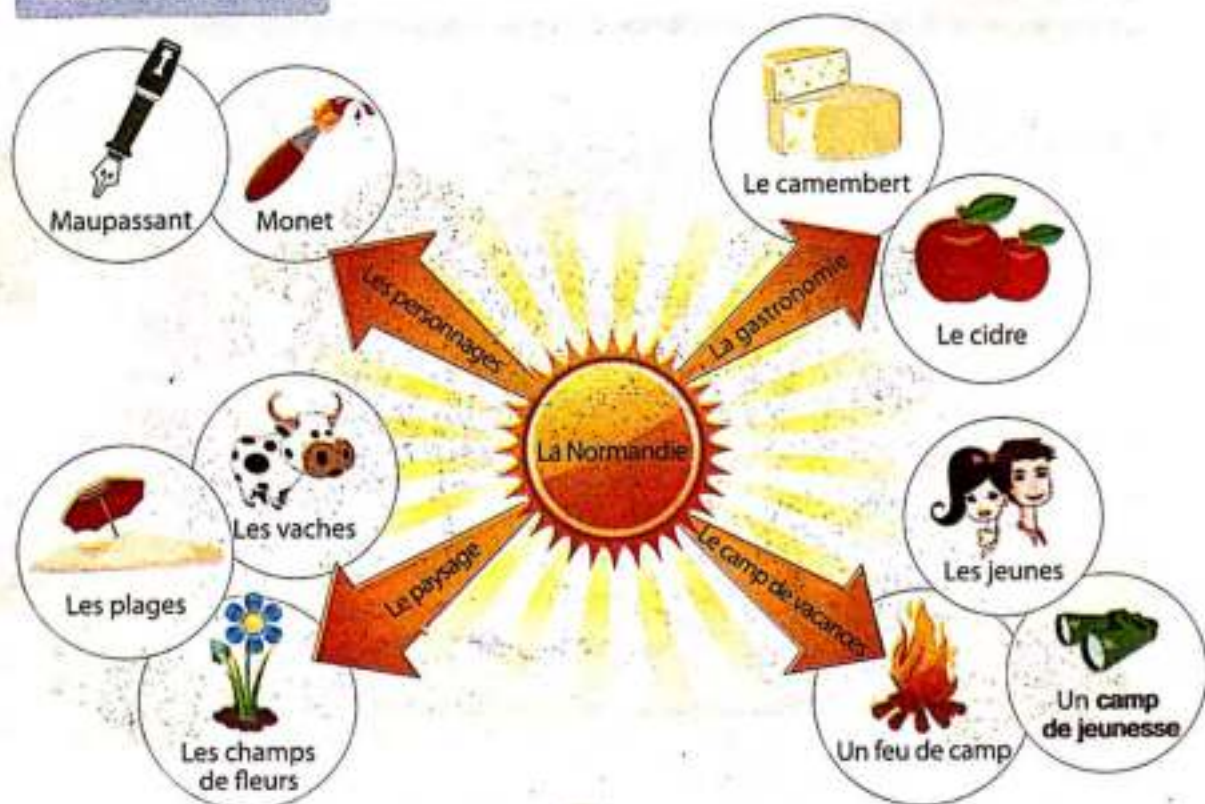 Maupassant
Monet
Les personnages
Le camembert
Le cidre
La gastronomie
La Normandie
Les vaches
Les plages
Les champs
de fleurs
Le paysage
Le camp de vacances
Les jeunes
Un feu de camp
Un camp
de jeunesse